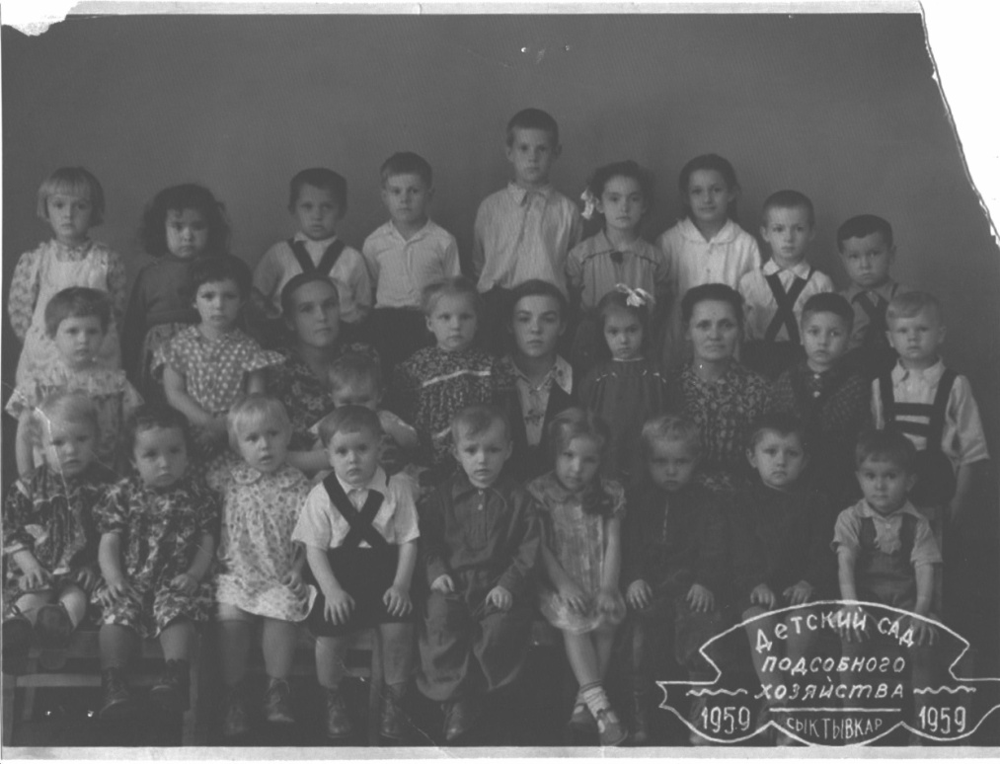 Детский сад
подсобного
хозяйства
1959 Сыктывкар 1959